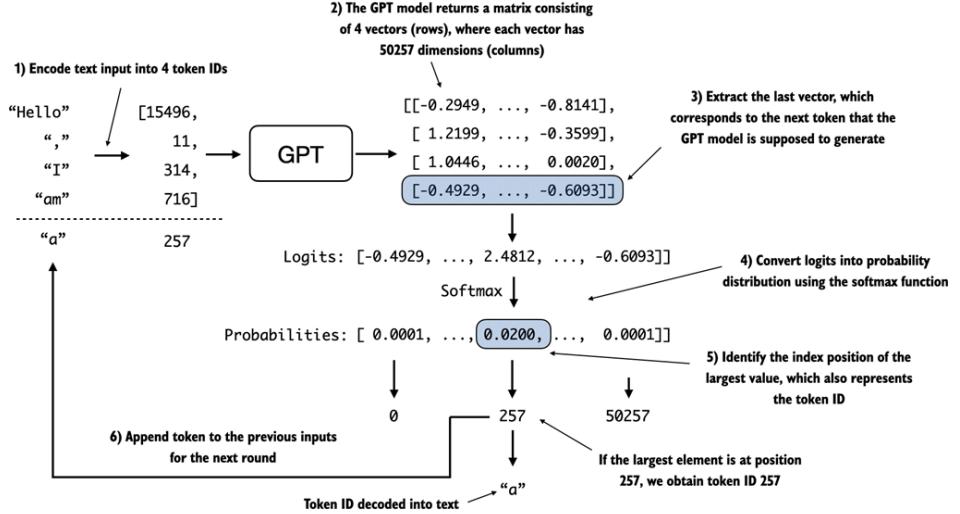 2) The GPT model returns a matrix consisting
of 4 vectors (rows), where each vector has
50257 dimensions (columns)
1) Encode text input into 4 token IDs
“Hello”
“,”
“I”
“am”
“a”
[15496,
11,
314,
716]
257
GPT
[[-0.2949, ..., -0.8141],
[ 1.2199, ..., -0.3599],
[ 1.0446, ..., 0.0020],
[-0.4929, ..., -0.6093]]
3) Extract the last vector, which
corresponds to the next token that the
GPT model is supposed to generate
Logits: [-0.4929, ..., 2.4812, ..., -0.6093]]
Softmax
4) Convert logits into probability
distribution using the softmax function
Probabilities: [ 0.0001, ..., 0.0200, ..., 0.0001]]
5) Identify the index position of the
largest value, which also represents
the token ID
0
257
50257
6) Append token to the previous inputs
for the next round
If the largest element is at position
257, we obtain token ID 257
“a”
Token ID decoded into text